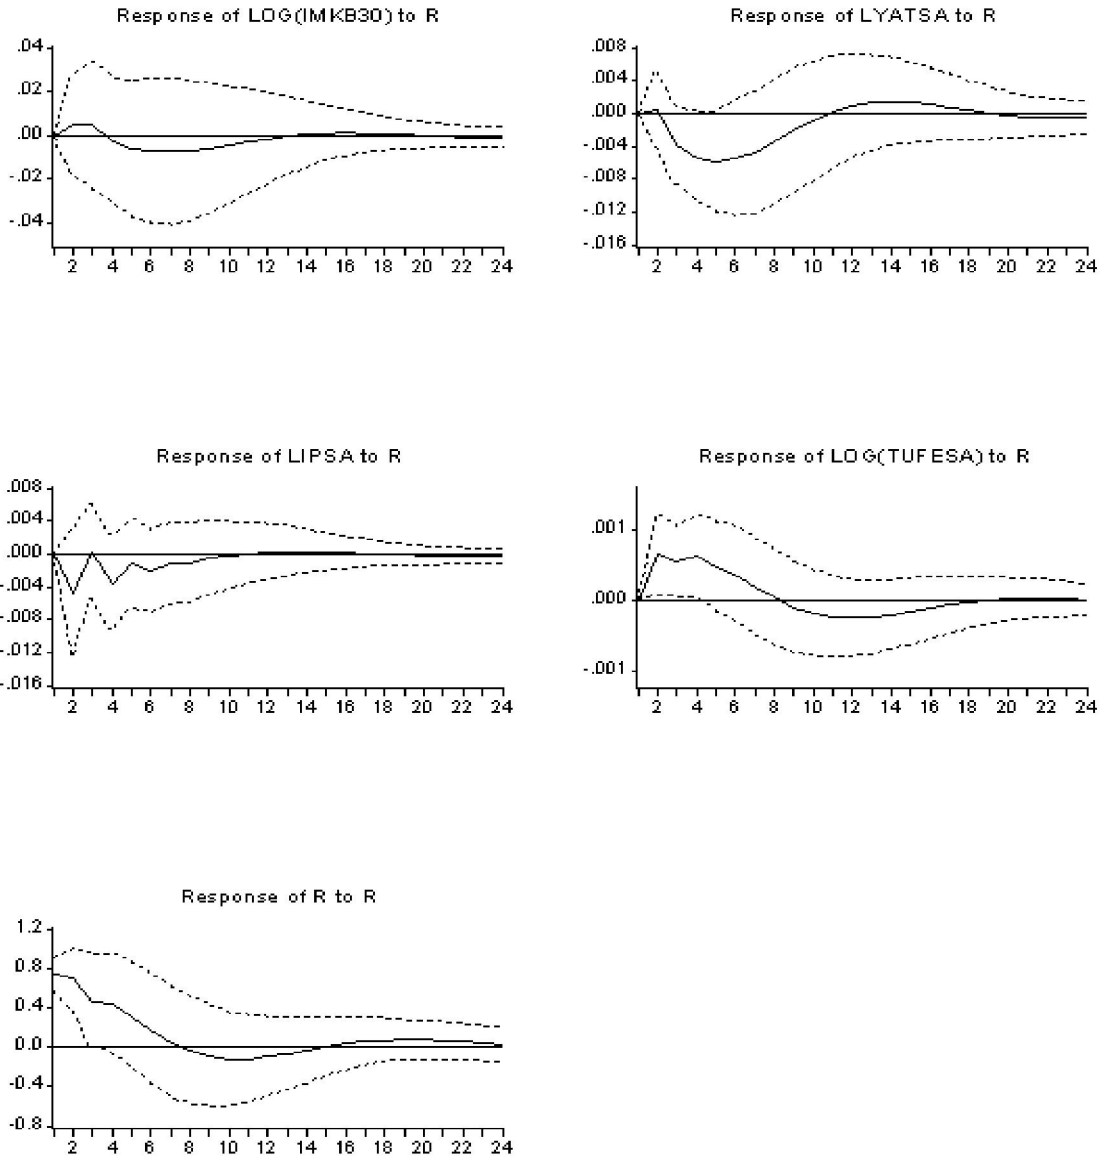 Response of LOG(IMKB30) to R
.04
.02
.00
-.02
-.04
2 4 6 8 10 12 14 16 18 20 22 24
Response of LYATSA to R
.008
.004
.000
-.004
-.008
-.012
-.016
2 4 6 8 10 12 14 16 18 20 22 24
Response of LIPSA to R
.008
.004
.000
-.004
-.008
-.012
-.016
2 4 6 8 10 12 14 16 18 20 22 24
Response of LOG(TUFESA) to R
.001
.000
-.001
2 4 6 8 10 12 14 16 18 20 22 24
Response of R to R
1.2
0.8
0.4
0.0
-0.4
-0.8
2 4 6 8 10 12 14 16 18 20 22 24